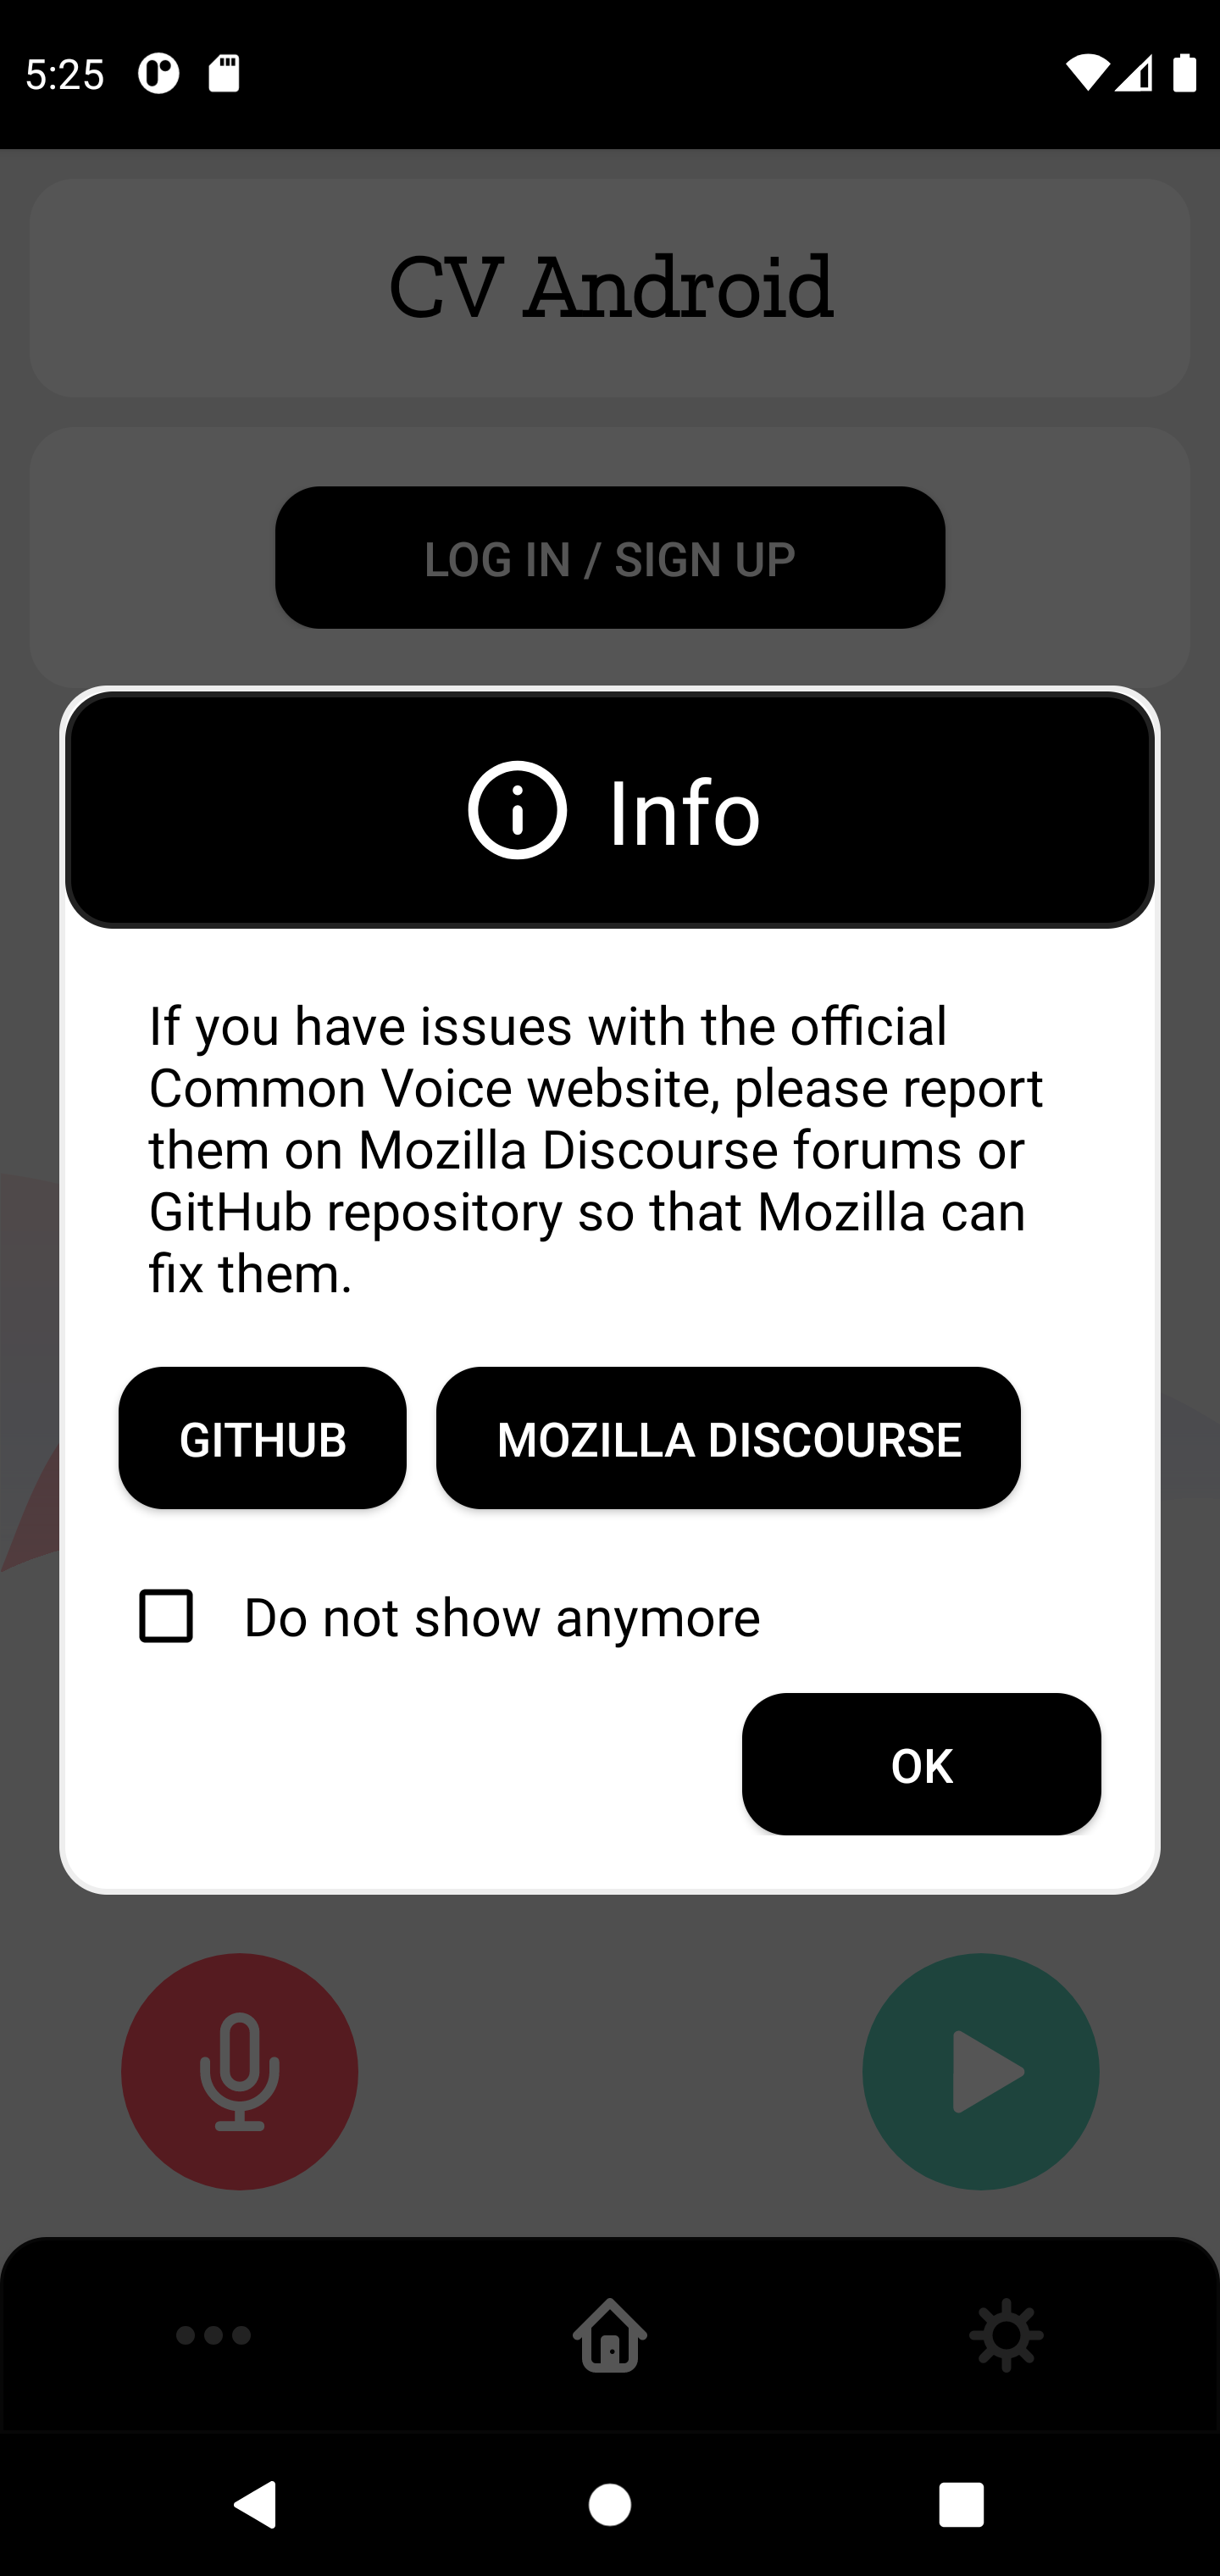 5:25
CV Android
LOG IN / SIGN UP
Info
If you have issues with the official
Common Voice website, please report
them on Mozilla Discourse forums or
GitHub repository so that Mozilla can
fix them.
GITHUB MOZILLA DISCOURSE
Do not show anymore
OK